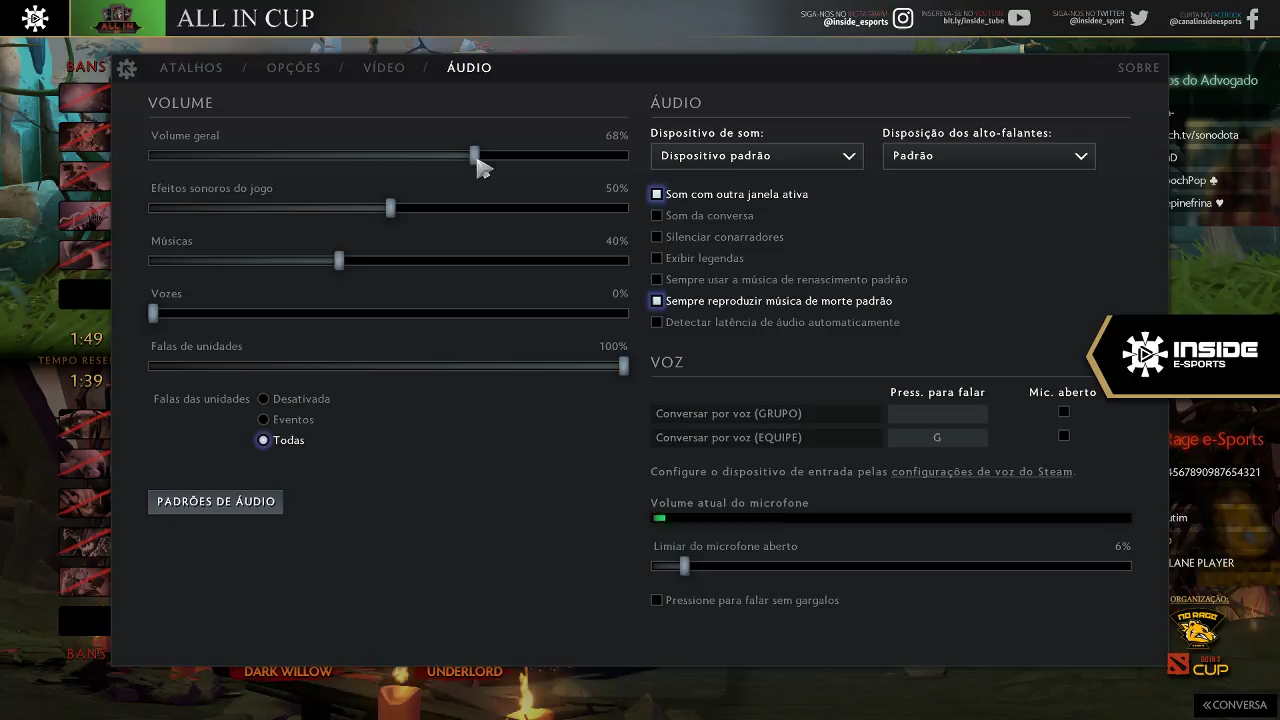 ALL IN
ALL IN CUP
SIGA-NOS NO INSTAGRAM
@inside_esports
INSCREVA-SE NO YOUTUBE
bit.ly/inside_tube
SIGA-NOS NO TWITTER
@inside_sport
CURTA NO FACEBOOK
@canalinsideesports
BANS
ATALHOS / OPÇÕES / VÍDEO / ÁUDIO
SOBRE
VOLUME
Volume geral 68%
Efeitos sonoros do jogo 50%
Músicas 40%
Vozes 0%
Falas de unidades 100%
Falas das unidades Desativada
Eventos
Todas
PADRÕES DE ÁUDIO
ÁUDIO
Dispositivo de som:
Dispositivo padrão
Disposição dos alto-falantes:
Padrão
Som com outra janela ativa
Som da conversa
Silenciar conarradores
Exibir legendas
Sempre usar a música de renascimento padrão
Sempre reproduzir música de morte padrão
Detectar latência de áudio automaticamente
VOZ
Press. para falar Mic. aberto
Conversar por voz (GRUPO)
Conversar por voz (EQUIPE) G
Configure o dispositivo de entrada pelas configurações de voz do Steam.
Volume atual do microfone
Limiar do microfone aberto 6%
Pressione para falar sem gargalos
1:49
TEMPO RESE
1:39
BANS
DARK WILLOW
UNDERLORD
os do Advogado
ch.tv/sonodota
ochPop ♣
epinefrina ♥
INSIDE
E-SPORTS
Rage e-Sports
4567890987654321
utim
LANE PLAYER
ORGANIZAÇÃO:
NO RAGE
CUP
«CONVERSA